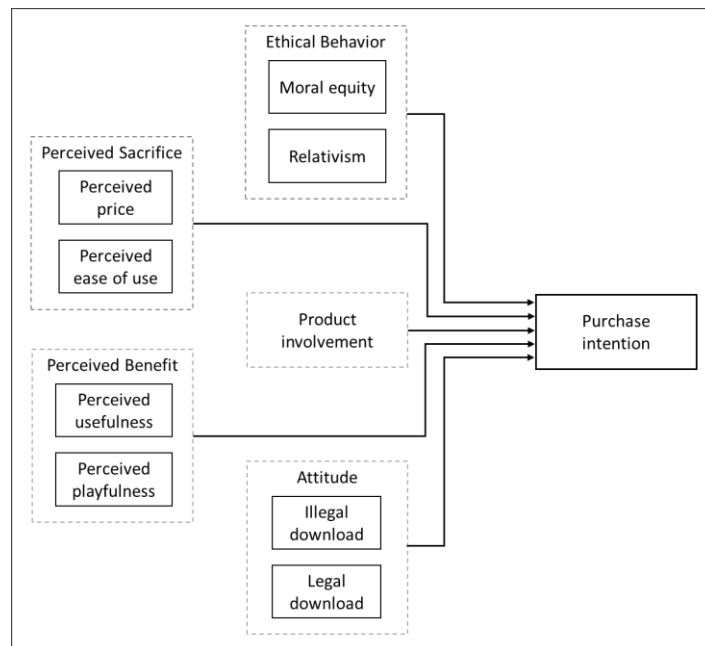 Ethical Behavior
Moral equity
Relativism
Perceived Sacrifice
Perceived
price
Perceived
ease of use
Product
involvement
Purchase
intention
Perceived Benefit
Perceived
usefulness
Perceived
playfulness
Attitude
Illegal
download
Legal
download